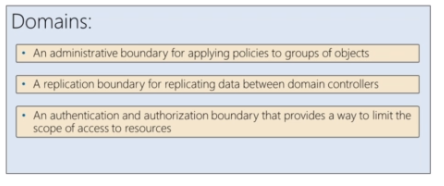 Domains:
• An administrative boundary for applying policies to groups of objects
• A replication boundary for replicating data between domain controllers
• An authentication and authorization boundary that provides a way to limit the
scope of access to resources